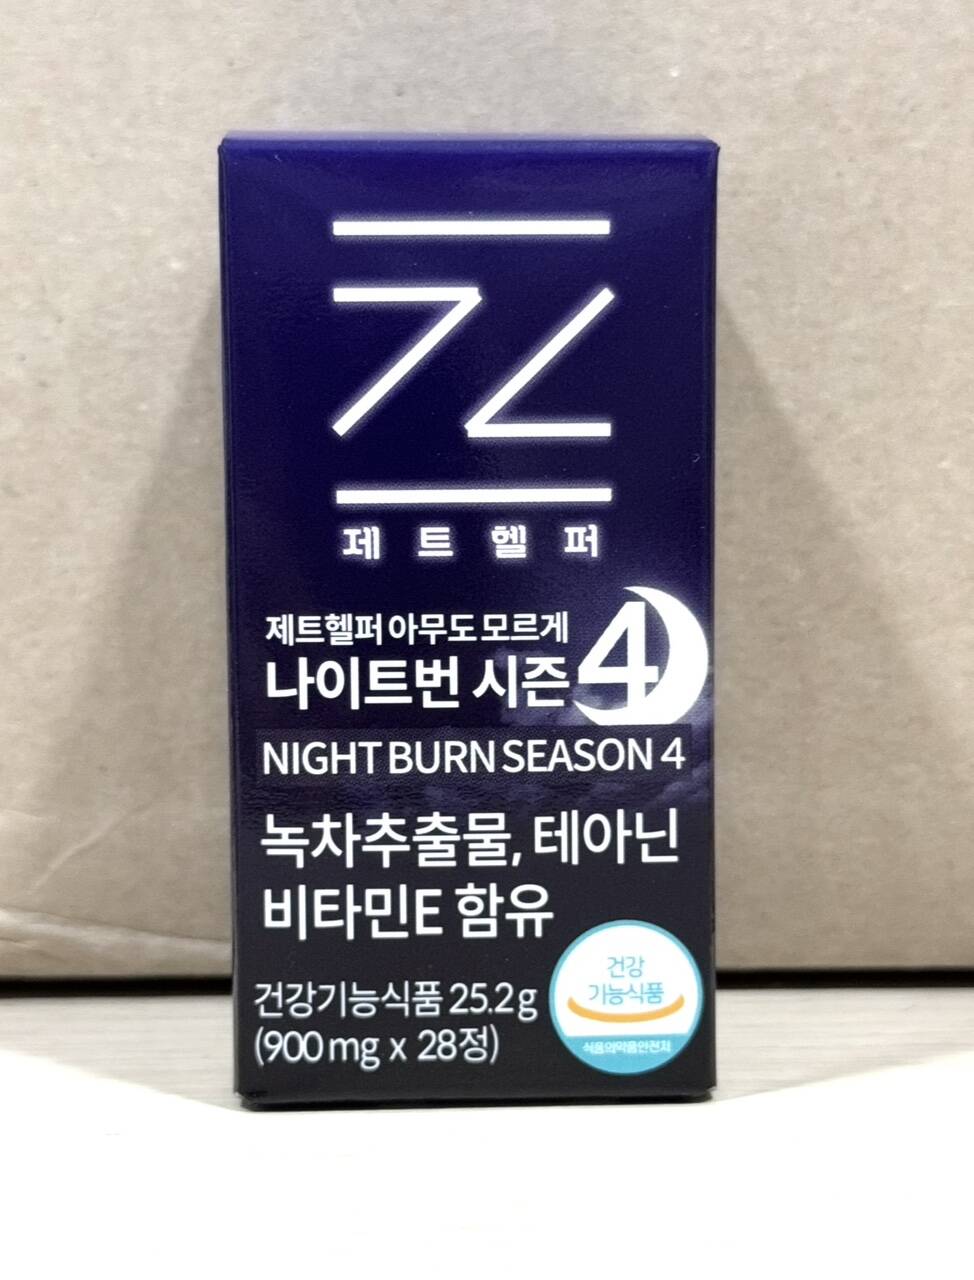 제트헬퍼
제트헬퍼 아무도 모르게
나이트번 시즌 4
NIGHT BURN SEASON 4
녹차추출물, 테아닌
비타민E 함유
건강기능식품 25.2g
(900mg x 28정)
건강
기능식품
식품의약품안전처